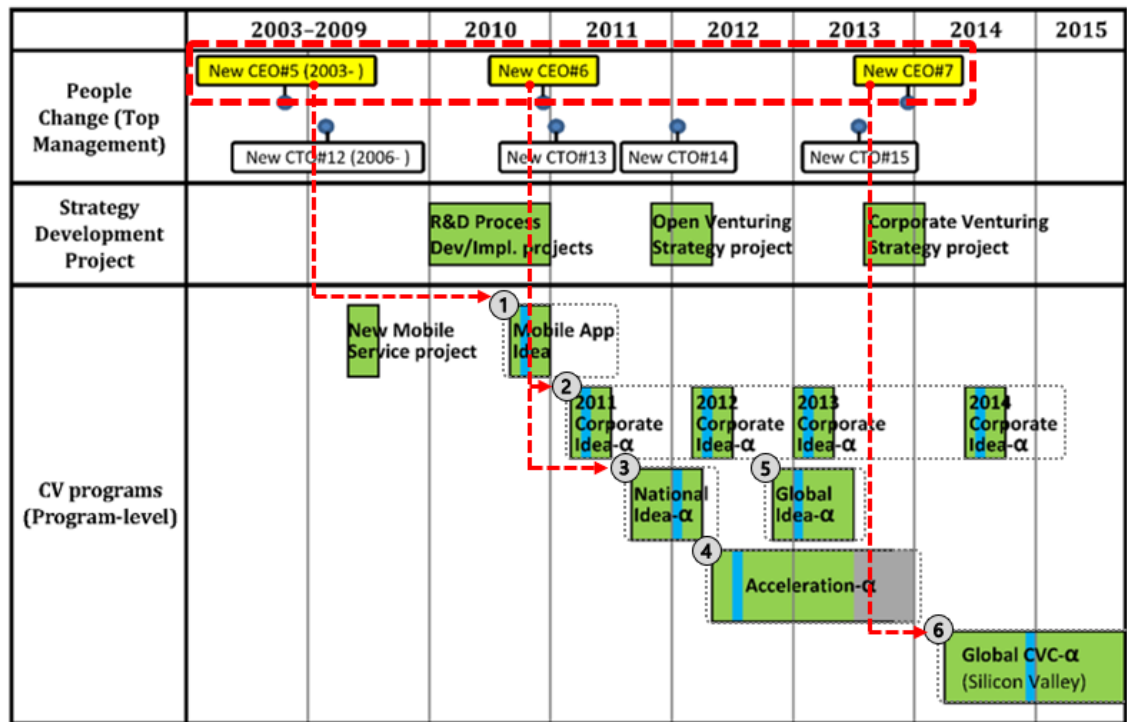 2003–2009 2010 2011 2012 2013 2014 2015
People
Change (Top
Management)
New CEO#5 (2003- )
New CEO#6
New CEO#7
New CTO#12 (2006- )
New CTO#13
New CTO#14
New CTO#15
Strategy
Development
Project
R&D Process
Dev/Impl. projects
Open Venturing
Strategy project
Corporate Venturing
Strategy project
CV programs
(Program-level)
1
New Mobile
Service project
Mobile App
Idea
2
2011
Corporate
Idea-α
2012
Corporate
Idea-α
2013
Corporate
Idea-α
2014
Corporate
Idea-α
3
National
Idea-α
5
Global
Idea-α
4
Acceleration-α
6
Global CVC-α
(Silicon Valley)